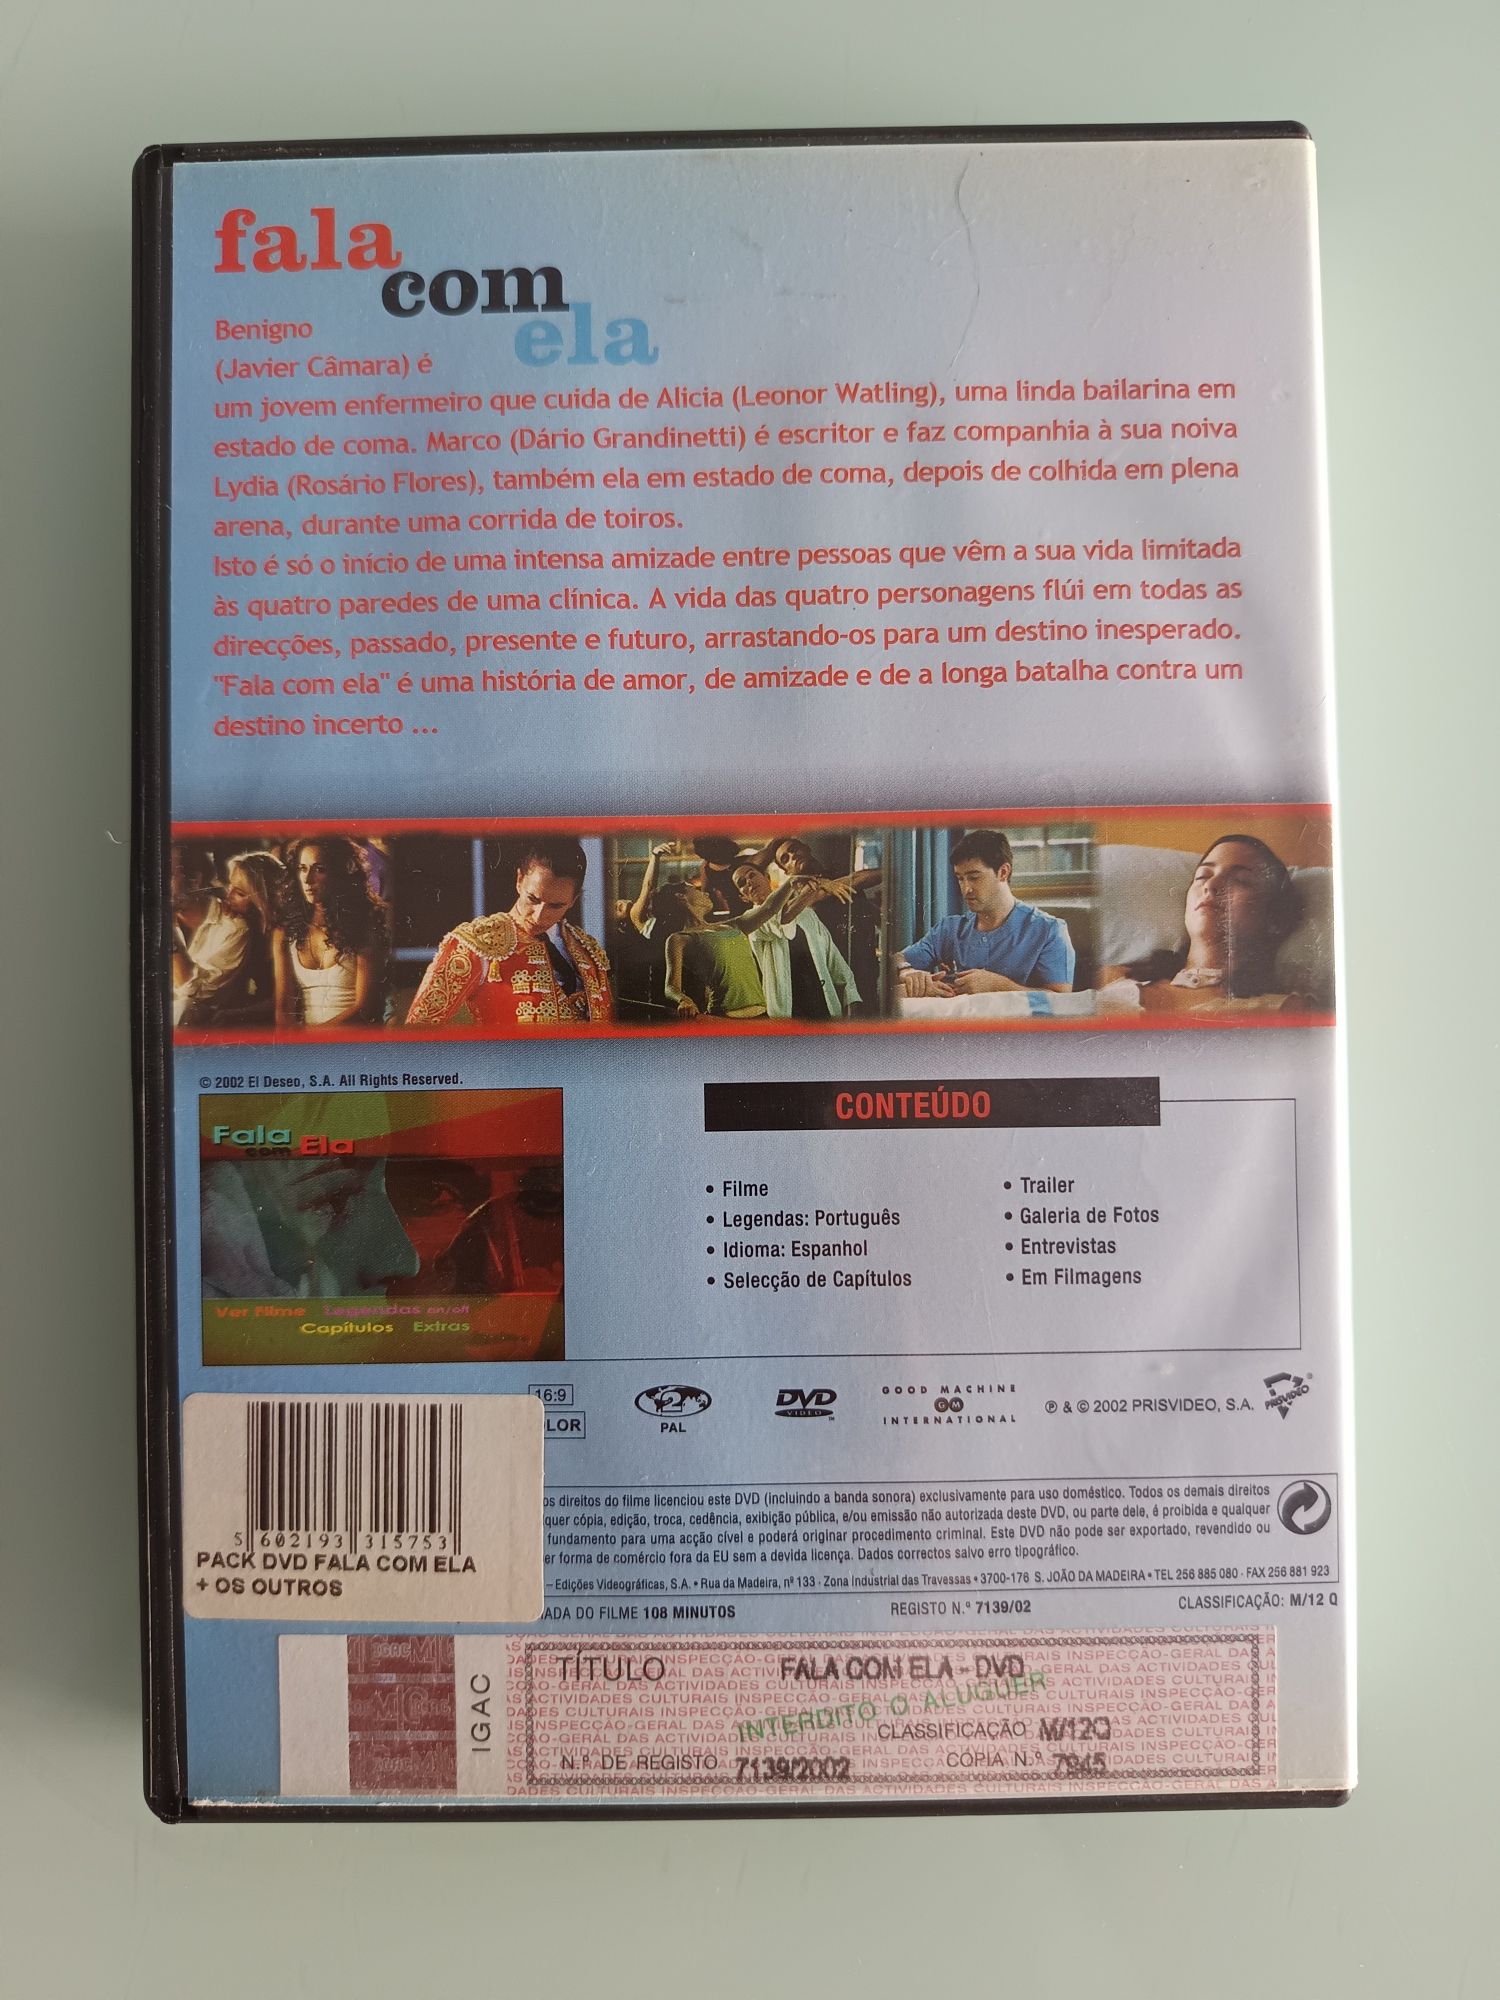 fala
com
ela
Benigno
(Javier Câmara) é
um jovem enfermeiro que cuida de Alicia (Leonor Watling), uma linda bailarina em
estado de coma. Marco (Dário Grandinetti) é escritor e faz companhia à sua noiva
Lydia (Rosário Flores), também ela em estado de coma, depois de colhida em plena
arena, durante uma corrida de toiros.
Isto é só o início de uma intensa amizade entre pessoas que vêm a sua vida limitada
às quatro paredes de uma clínica. A vida das quatro personagens flúi em todas as
direcções, passado, presente e futuro, arrastando-os para um destino inesperado.
"Fala com ela" é uma história de amor, de amizade e de a longa batalha contra um
destino incerto ...
© 2002 El Deseo, S.A. All Rights Reserved.
Fala
com Ela
Ver Filme Legendas on/off
Capítulos Extras
CONTEÚDO
• Filme
• Legendas: Português
• Idioma: Espanhol
• Selecção de Capítulos
• Trailer
• Galeria de Fotos
• Entrevistas
• Em Filmagens
16:9
LOR
2
PAL
DVD
VIDEO
GOOD MACHINE
GM
INTERNATIONAL
℗ & © 2002 PRISVIDEO, S.A.
PRISVIDEO
5 602193 315753
PACK DVD FALA COM ELA
+ OS OUTROS
os direitos do filme licenciou este DVD (incluindo a banda sonora) exclusivamente para uso doméstico. Todos os demais direitos
quer cópia, edição, troca, cedência, exibição pública, e/ou emissão não autorizada deste DVD, ou parte dele, é proibida e qualquer
fundamento para uma acção cível e poderá originar procedimento criminal. Este DVD não pode ser exportado, revendido ou
er forma de comércio fora da EU sem a devida licença. Dados correctos salvo erro tipográfico.
– Edições Videográficas, S.A. • Rua da Madeira, nº 133 · Zona Industrial das Travessas • 3700-176 S. JOÃO DA MADEIRA • TEL 256 885 080 · FAX 256 881 923
ADA DO FILME 108 MINUTOS
REGISTO N.º 7139/02
CLASSIFICAÇÃO: M/12 Q
IGAC
TÍTULO FALA COM ELA - DVD
INTERDITO O ALUGUER
CLASSIFICAÇÃO M/12Q
N.º DE REGISTO 7139/2002
CÓPIA N.º 7945
INSPECÇÃO-GERAL DAS ACTIVIDADES CULTURAIS